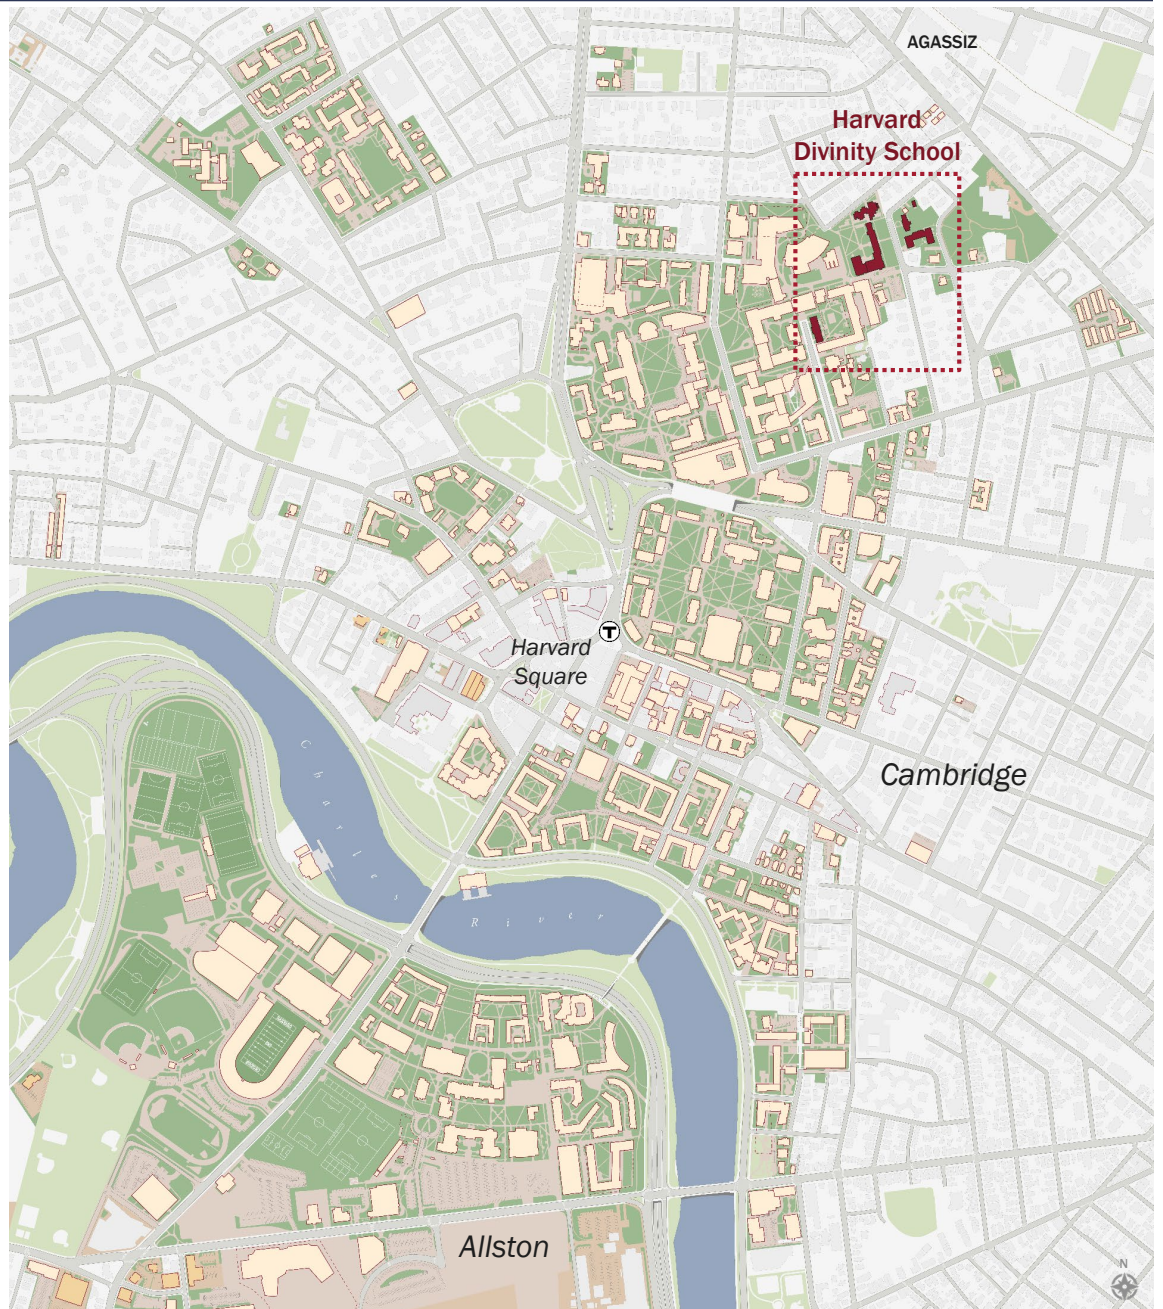 AGASSIZ
Harvard
Divinity School
T
Harvard
Square
Cambridge
Charles
River
Allston
N